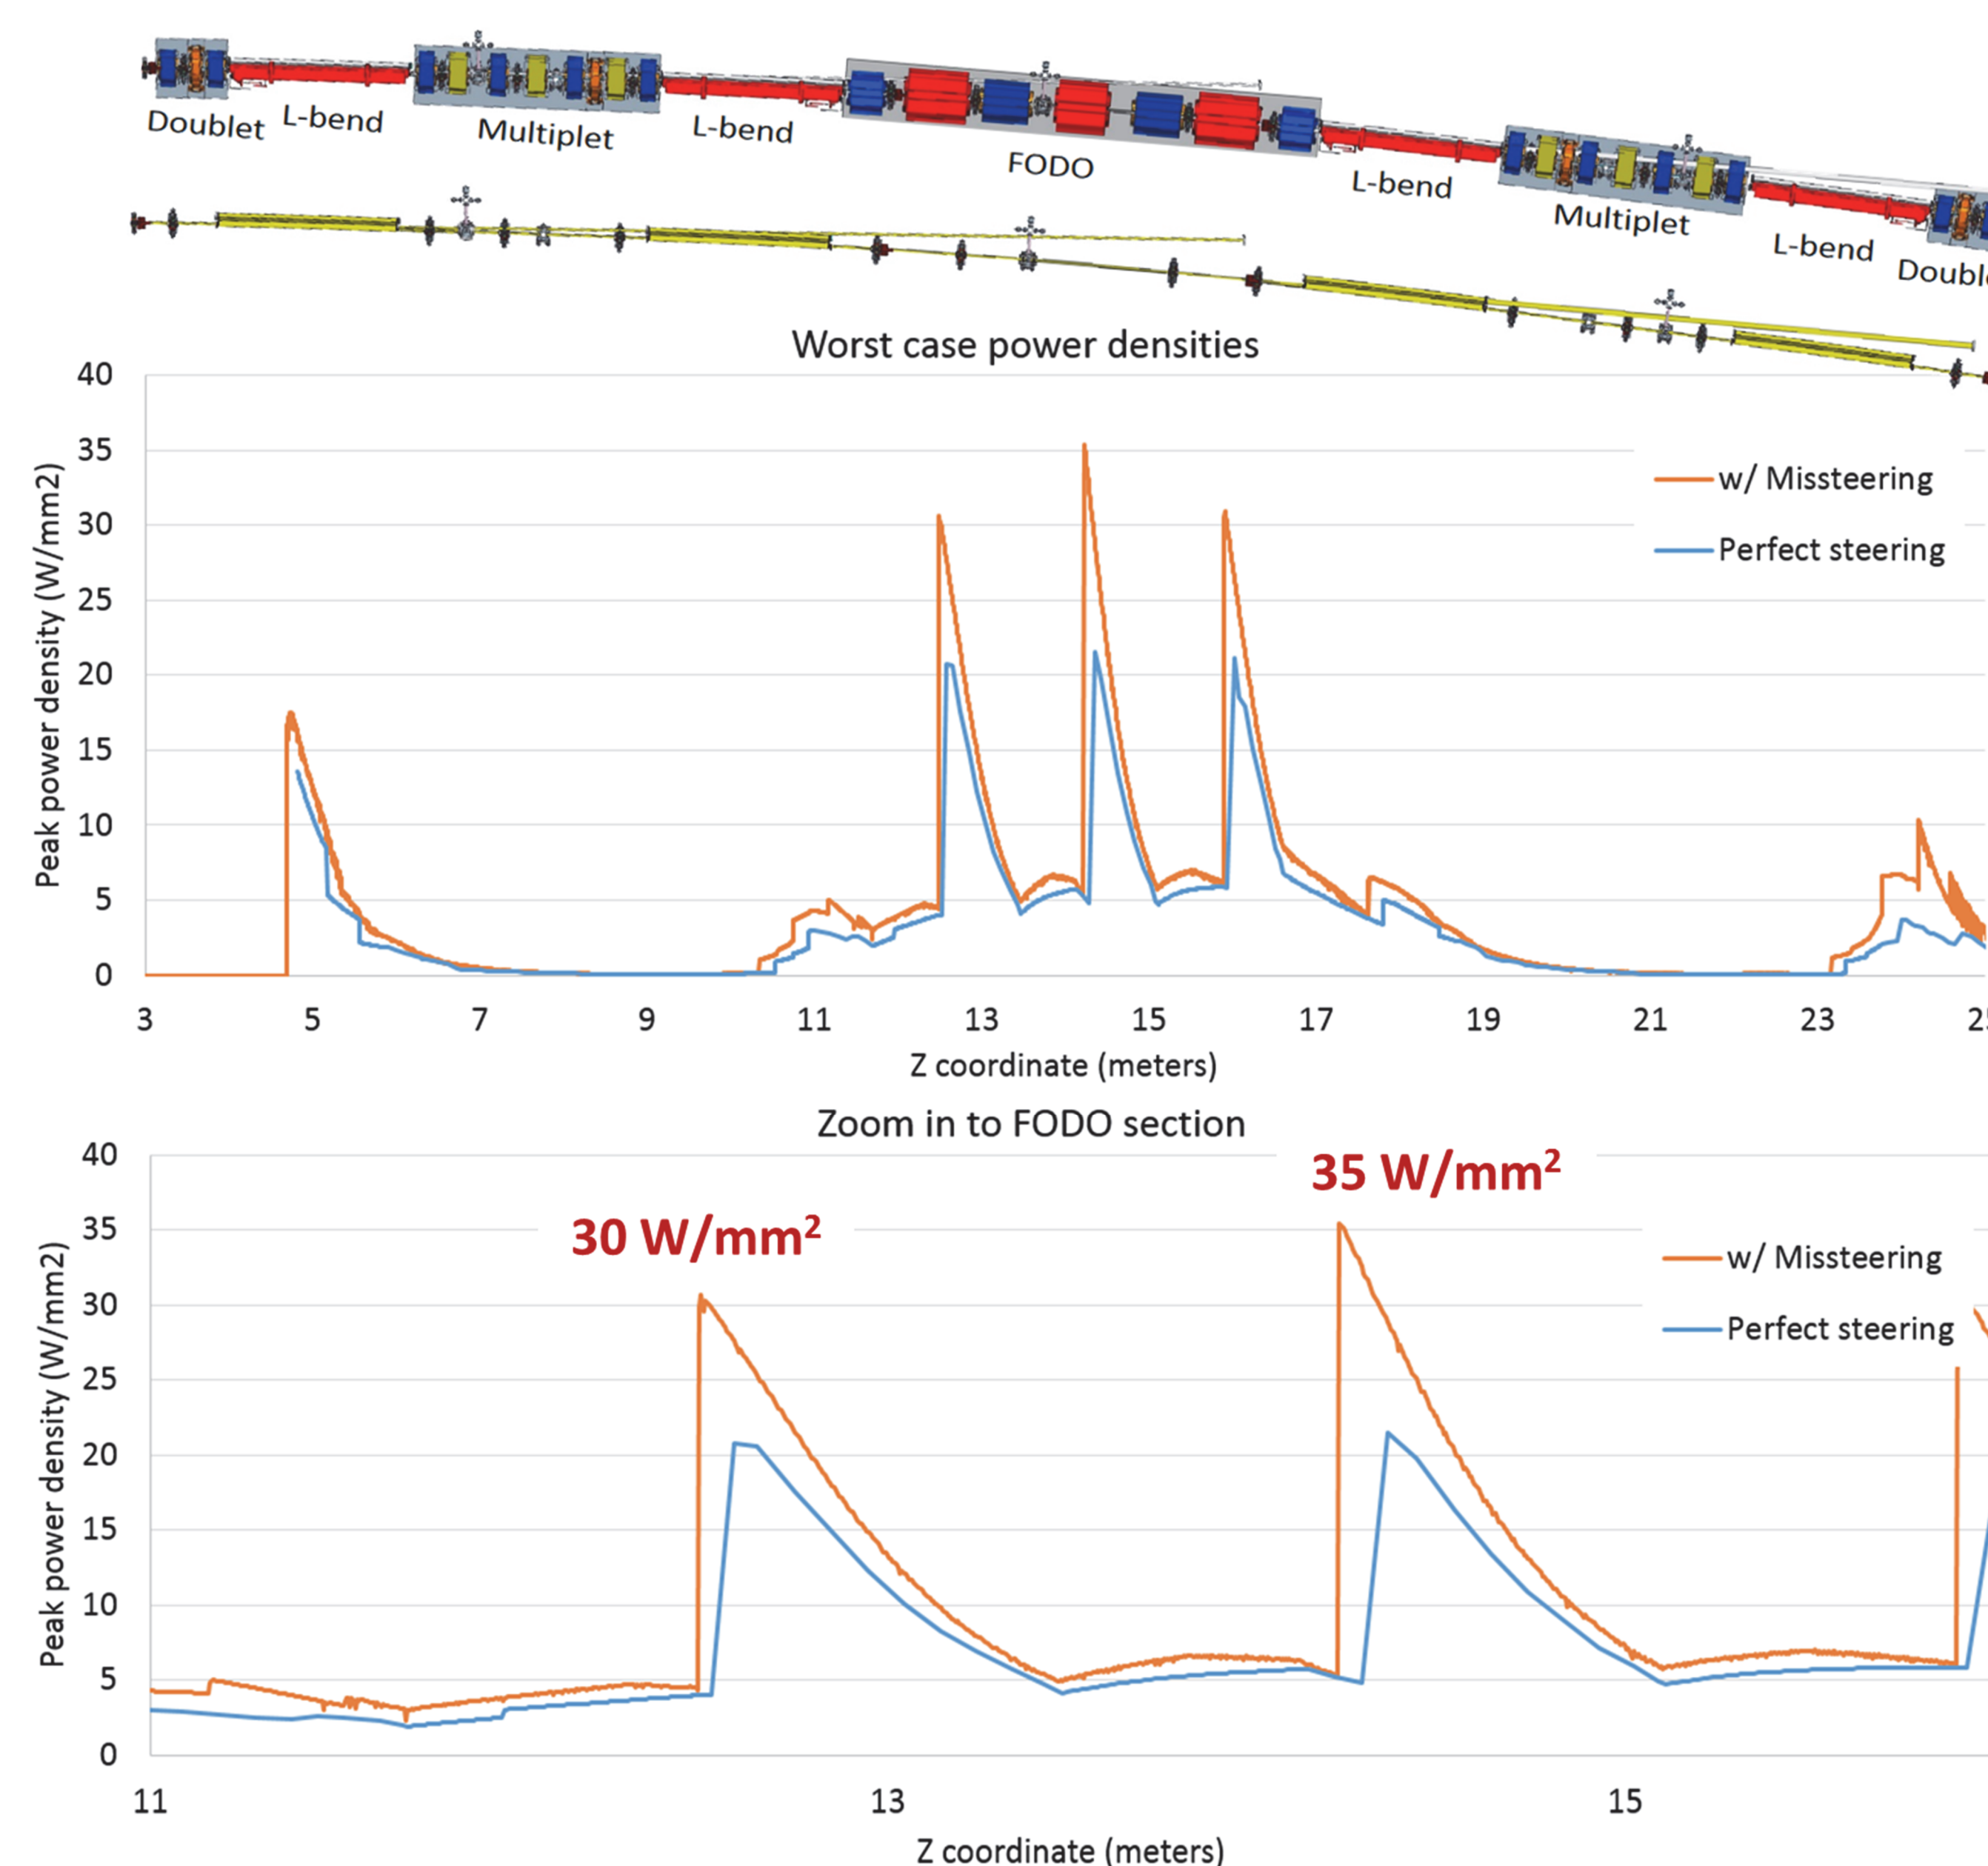 Doublet
L-bend
Multiplet
L-bend
FODO
L-bend
Multiplet
L-bend
Doubl
Worst case power densities
Peak power density (W/mm2)
40
35
30
25
20
15
10
5
0
w/ Missteering
Perfect steering
3 5 7 9 11 13 15 17 19 21 23 25
Z coordinate (meters)
Zoom in to FODO section
Peak power density (W/mm2)
40
35
30
25
20
15
10
5
0
30 W/mm²
35 W/mm²
w/ Missteering
Perfect steering
11 13 15
Z coordinate (meters)